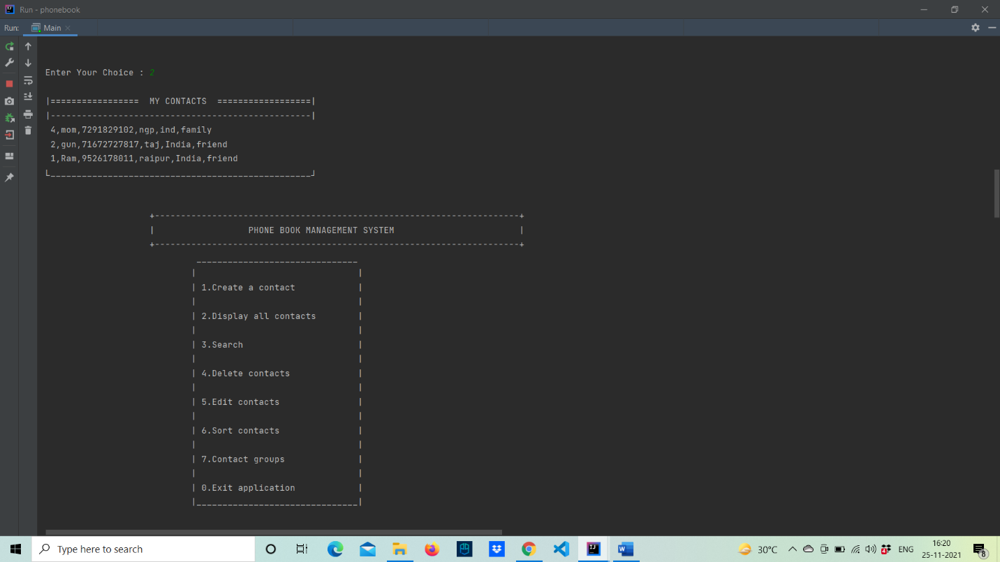 Run - phonebook
Run: Main
Enter Your Choice : 2
|================= MY CONTACTS ==================|
|--------------------------------------------------|
4,mom,7291829102,ngp,ind,family
2,gun,71672727817,taj,India,friend
1,Ram,9526178011,raipur,India,friend
PHONE BOOK MANAGEMENT SYSTEM
1.Create a contact
2.Display all contacts
3.Search
4.Delete contacts
5.Edit contacts
6.Sort contacts
7.Contact groups
0.Exit application
Type here to search
30°C
4
ENG
16:20
25-11-2021
8